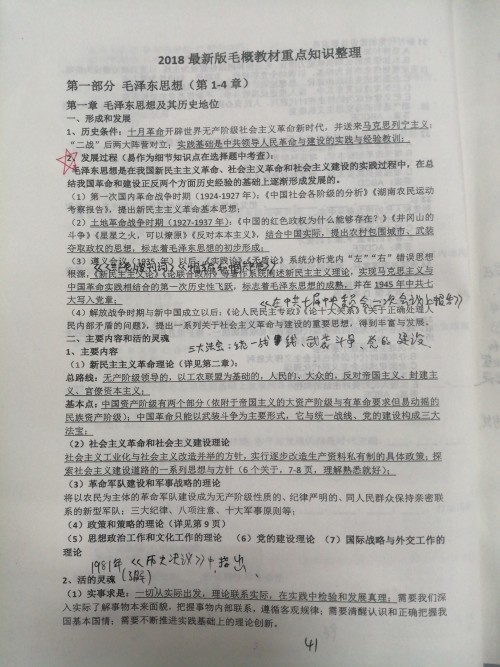 2018 最新版毛概教材重点知识整理
第一部分 毛泽东思想（第 1-4 章）
第一章 毛泽东思想及其历史地位
一、形成和发展
1、历史条件：十月革命开辟世界无产阶级社会主义革命新时代，并送来马克思列宁主义；
“二战”后两大阵营对立；实践基础是中共领导人民革命与建设的实践与经验教训；
2、发展过程（易作为细节知识点在选择题中考查）：
毛泽东思想是在我国新民主主义革命、社会主义革命和社会主义建设的实践过程中，在总
结我国革命和建设正反两个方面历史经验的基础上逐渐形成发展的。
（1）第一次国内革命战争时期（1924-1927 年）：《中国社会各阶级的分析》《湖南农民运动
考察报告》，提出新民主主义革命基本思想；
（2）土地革命战争时期（1927-1937 年）：《中国的红色政权为什么能够存在？》《井冈山的
斗争》《星星之火，可以燎原》《反对本本主义》，结合中国实际，提出农村包围城市、武装
夺取政权的思想，标志着毛泽东思想的初步形成；
（3）遵义会议（1935 年）以后：《实践论》《矛盾论》系统分析党内“左”“右”错误思想
根源，《新民主主义论》《论联合政府》等著作系统阐述新民主主义理论，实现马克思主义与
中国革命实践相结合的第一次历史性飞跃，标志着毛泽东思想的成熟，并在 1945 年中共七
大写入党章；
（4）解放战争时期与新中国成立以后：《论人民民主专政》《论十大关系》《关于正确处理人
民内部矛盾的问题》，提出一系列关于社会主义革命与建设的重要思想，得到丰富与发展。
二、主要内容和活的灵魂
三大法宝：统一战线、武装斗争、党的建设
1、主要内容
（1）新民主主义革命理论（详见第二章）：
总路线：无产阶级领导的，以工农联盟为基础的，人民的，大众的，反对帝国主义、封建主
义、官僚资本主义；
基本点：中国资产阶级有两个部分（依附于帝国主义的大资产阶级与有革命要求但易动摇的
民族资产阶级）；中国革命只能以武装斗争为主要形式，它与统一战线、党的建设构成三大
法宝；
（2）社会主义革命和社会主义建设理论
社会主义工业化与社会主义改造并举的方针，实行逐步改造生产资料私有制的具体政策；探
索社会主义建设道路的一系列思想与方针（6 个关于，7-8 页，理解熟悉就好）；
（3）革命军队建设和军事战略的理论
将以农民为主体的革命军队建设成为无产阶级性质的、纪律严明的、同人民群众保持亲密联
系的新型军队；三大纪律、八项注意、十大军事原则等；
（4）政策和策略的理论（详见第 9 页）
（5）思想政治工作和文化工作的理论 （6）党的建设理论 （7）国际战略与外交工作的
理论
1981年《历史决议》中指出
2、活的灵魂（3点）
（1）实事求是：一切从实际出发，理论联系实际，在实践中检验和发展真理；需要我们深
入实际了解事物本来面貌，把握事物内部联系，遵循客观规律；需要清醒认识和正确把握我
国基本国情；需要不断推进实践基础上的理论创新。
41